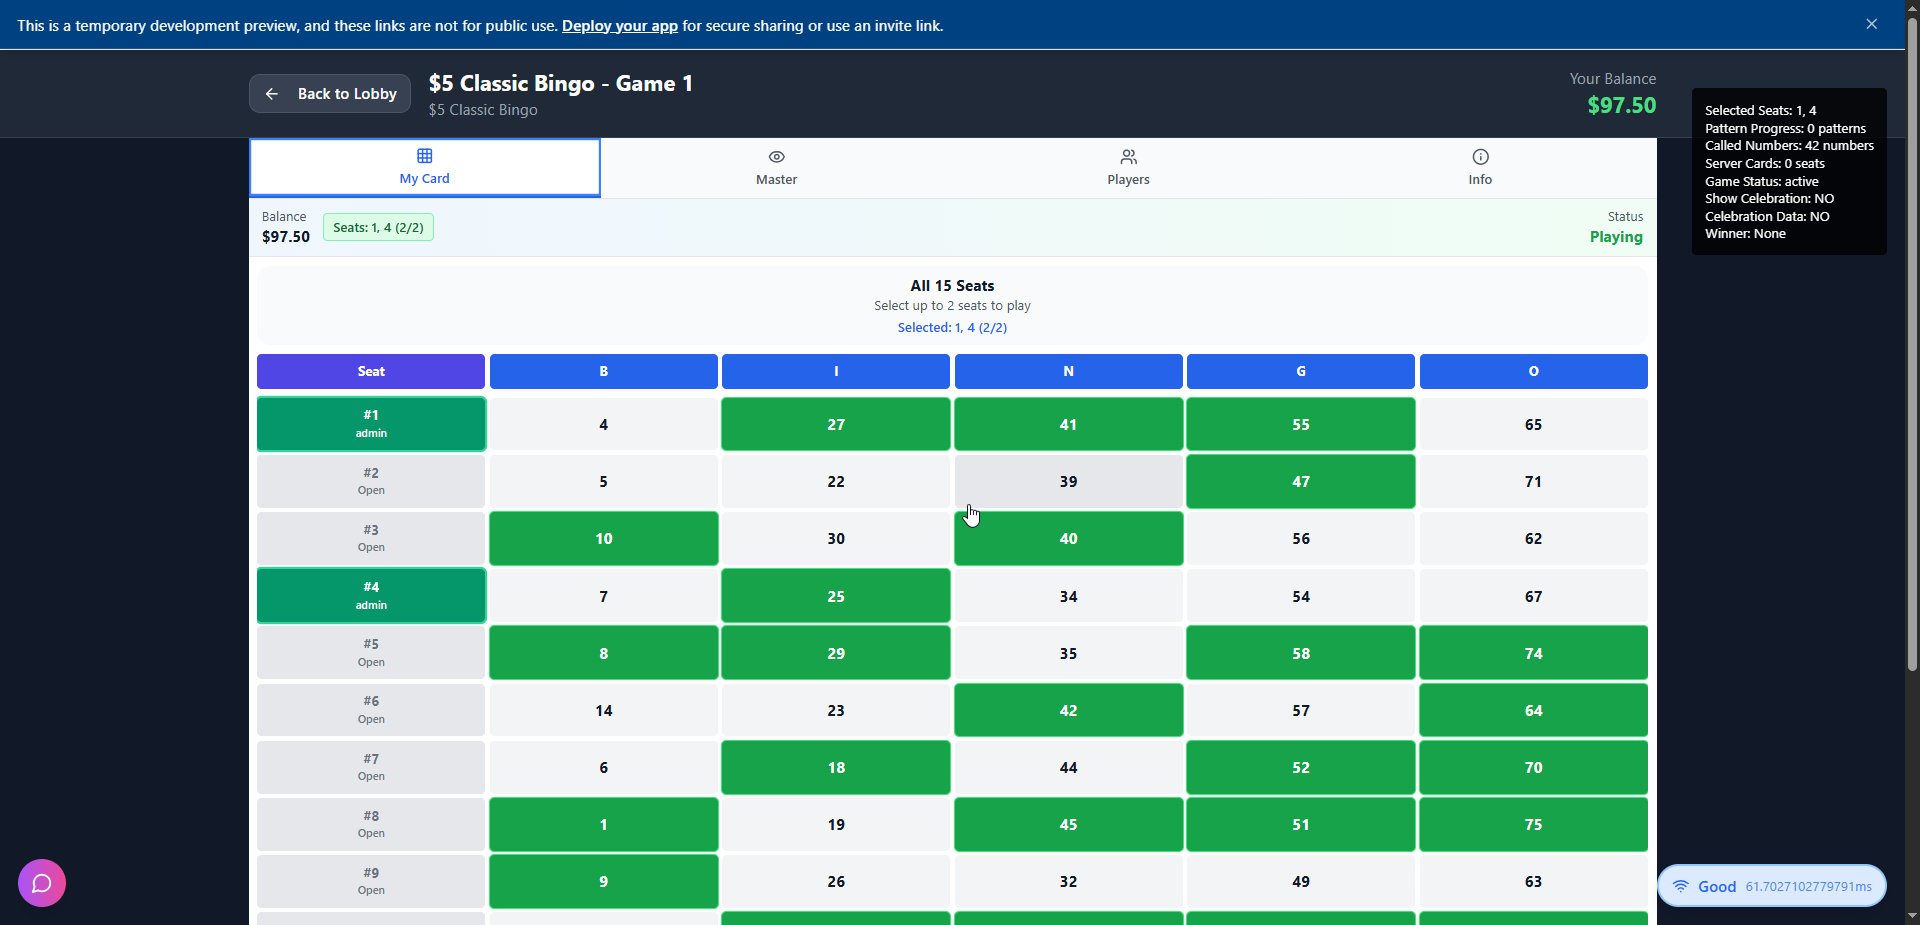 This is a temporary development preview, and these links are not for public use. Deploy your app for secure sharing or use an invite link.
Back to Lobby
$5 Classic Bingo - Game 1
$5 Classic Bingo
Your Balance
$97.50
Selected Seats: 1, 4
Pattern Progress: 0 patterns
Called Numbers: 42 numbers
Server Cards: 0 seats
Game Status: active
Show Celebration: NO
Celebration Data: NO
Winner: None
My Card
Master
Players
Info
Balance
$97.50
Seats: 1, 4 (2/2)
Status
Playing
All 15 Seats
Select up to 2 seats to play
Selected: 1, 4 (2/2)
Seat B I N G O
#1
admin
4 27 41 55 65
#2
Open
5 22 39 47 71
#3
Open
10 30 40 56 62
#4
admin
7 25 34 54 67
#5
Open
8 29 35 58 74
#6
Open
14 23 42 57 64
#7
Open
6 18 44 52 70
#8
Open
1 19 45 51 75
#9
Open
9 26 32 49 63
Good 61.7027102779791ms